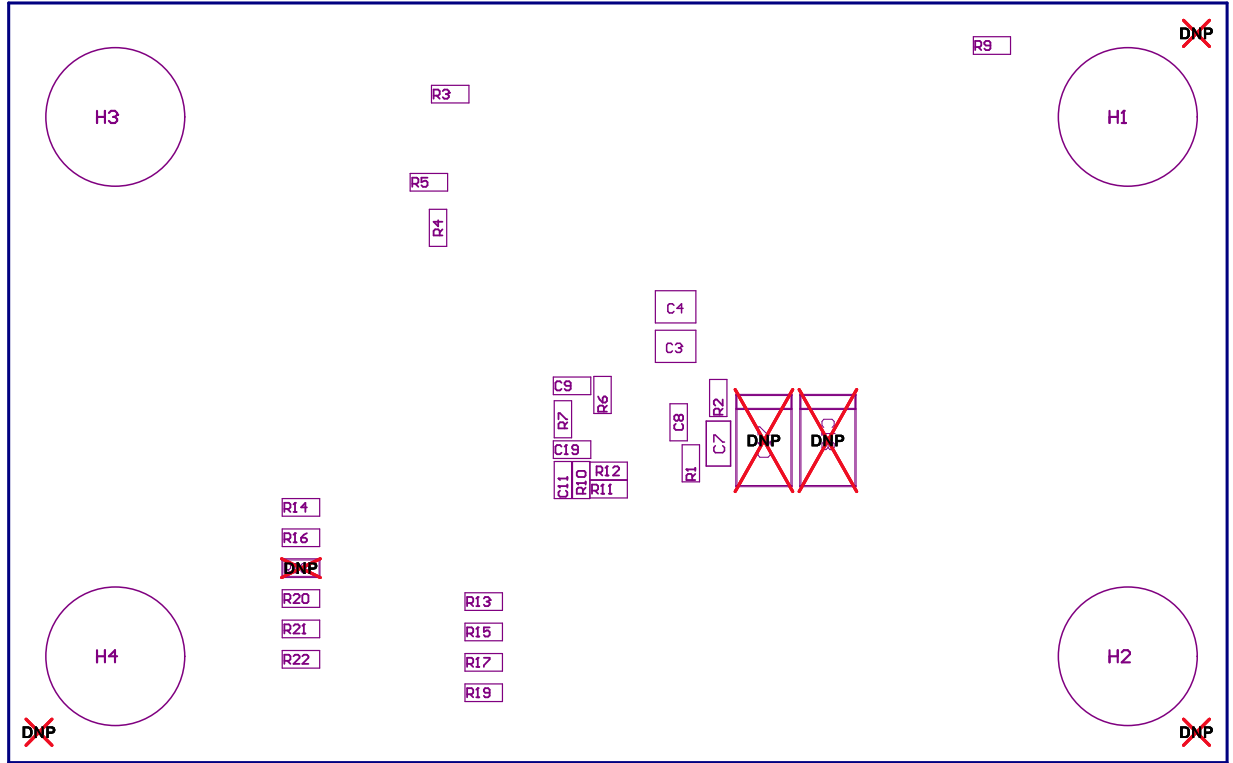 DNP
R9
R3
H3
H1
R5
R4
C4
C3
C9
R6
R2
R7
C8
C7
DNP
DNP
C19
R1
R12
C11
R10
R11
R14
R16
DNP
R20
R13
R21
R15
H4
R22
R17
H2
R19
DNP
DNP